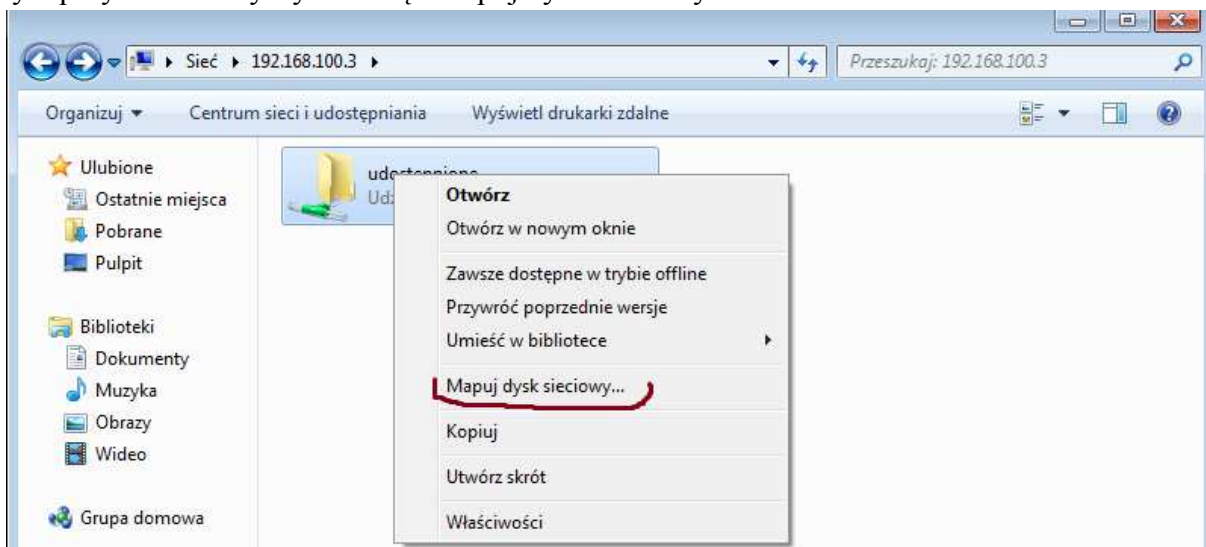 Sieć 192.168.100.3
Przeszukaj: 192.168.100.3
Organizuj
Centrum sieci i udostępniania
Wyświetl drukarki zdalne
Ulubione
Ostatnie miejsca
Pobrane
Pulpit
Biblioteki
Dokumenty
Muzyka
Obrazy
Wideo
Grupa domowa
Otwórz
Otwórz w nowym oknie
Zawsze dostępne w trybie offline
Przywróć poprzednie wersje
Umieść w bibliotece
Mapuj dysk sieciowy...
Kopiuj
Utwórz skrót
Właściwości